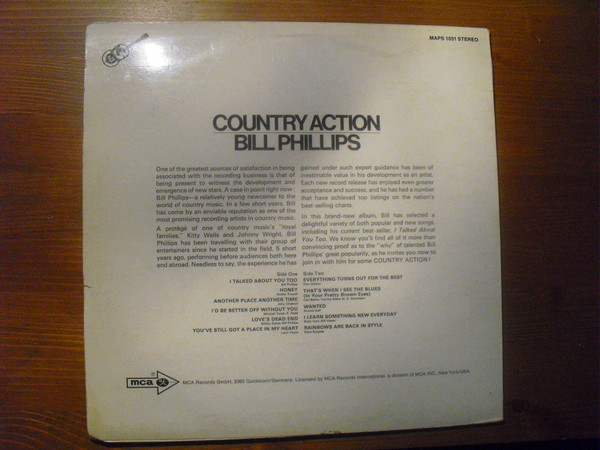 MAPS 1031 STEREO
COUNTRY ACTION
BILL PHILLIPS
One of the greatest sources of satisfaction in being
associated with the recording business is that of
being present to witness the development and
emergence of new stars. A case in point right now :
Bill Phillips—a relatively young newcomer to the
world of country music. In a few short years, Bill
has come by an enviable reputation as one of the
most promising recording artists in country music.
A protégé of one of country music's "royal
families," Kitty Wells and Johnny Wright, Bill
Phillips has been travelling with their group of
entertainers since he started in the field, 5 short
years ago, performing before audiences both here
and abroad. Needless to say, the experience he has
gained under such expert guidance has been of
inestimable value in his development as an artist.
Each new record release has enjoyed even greater
acceptance and success, and he has had a number
that have achieved top listings on the nation's
best-selling charts.
In this brand-new album, Bill has selected a
delightful variety of both popular and new songs,
including his current best-seller, I Talked About
You Too. We know you'll find all of it more than
convincing proof as to the "why" of talented Bill
Phillips' great popularity, as he invites you now to
join in with him for some COUNTRY ACTION !
Side One
I TALKED ABOUT YOU TOO
Bill Phillips
HONEY
Bobby Russell
ANOTHER PLACE ANOTHER TIME
Jerry Chesnut
I'D BE BETTER OFF WITHOUT YOU
LOVE'S DEAD END
YOU'VE STILL GOT A PLACE IN MY HEART
Leon Payne
Side Two
EVERYTHING TURNS OUT FOR THE BEST
THAT'S WHEN I SEE THE BLUES
(In Your Pretty Brown Eyes)
WANTED
I LEARN SOMETHING NEW EVERYDAY
RAINBOWS ARE BACK IN STYLE
mca
MCA Records GmbH, Goldkorn/Germany. Licensed by MCA Records International, a division of MCA INC., New York/USA.